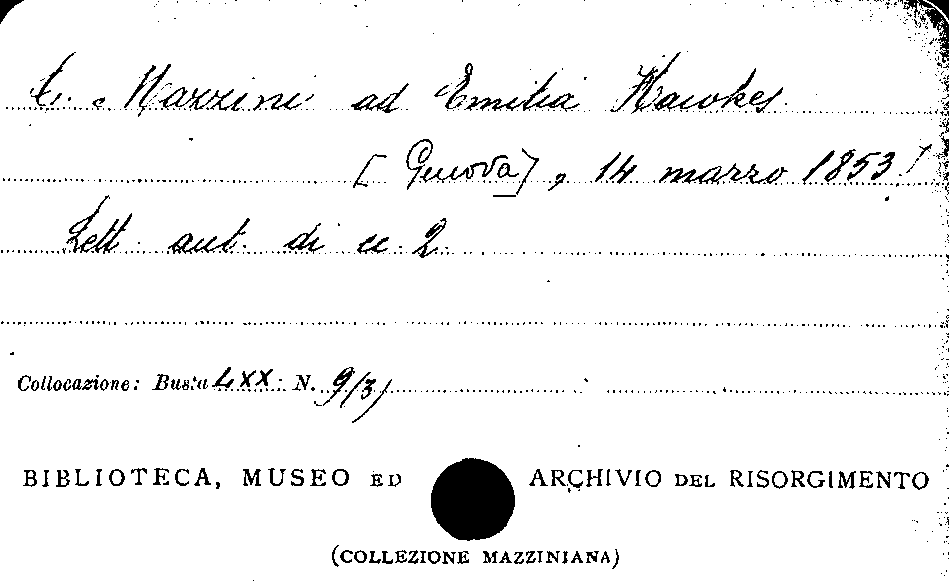 C. Mazzini ad Emilia Hawkes
[Genova], 14 marzo 1853.
Lett. aut. di cc. 2.
Collocazione: Busta LXX. N. 9(3)
BIBLIOTECA, MUSEO ED ARCHIVIO DEL RISORGIMENTO
(COLLEZIONE MAZZINIANA)